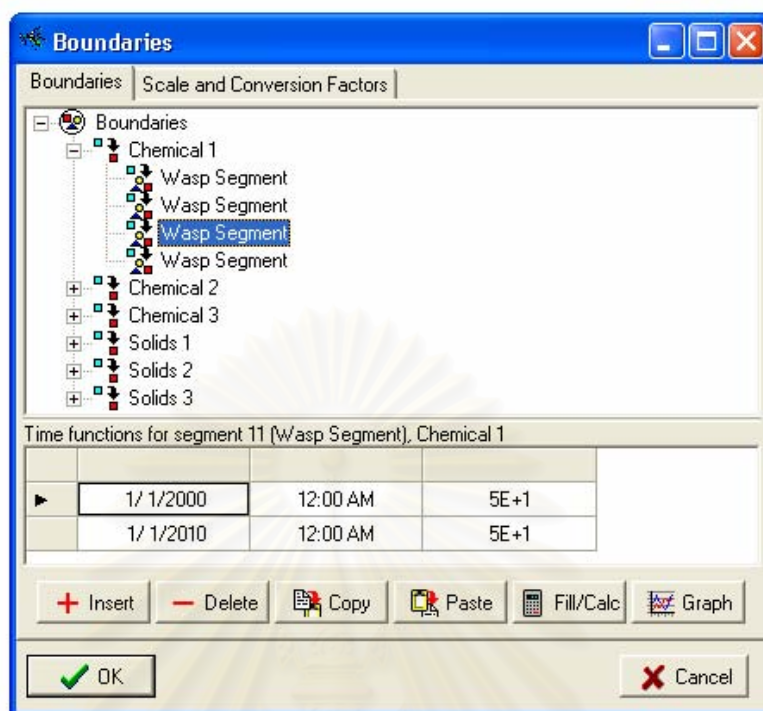 Boundaries
Boundaries Scale and Conversion Factors
Boundaries
Chemical 1
Wasp Segment
Wasp Segment
Wasp Segment
Wasp Segment
Chemical 2
Chemical 3
Solids 1
Solids 2
Solids 3
Time functions for segment 11 (Wasp Segment), Chemical 1
1/ 1/2000 12:00 AM 5E+1
1/ 1/2010 12:00 AM 5E+1
Insert Delete Copy Paste Fill/Calc Graph
OK Cancel